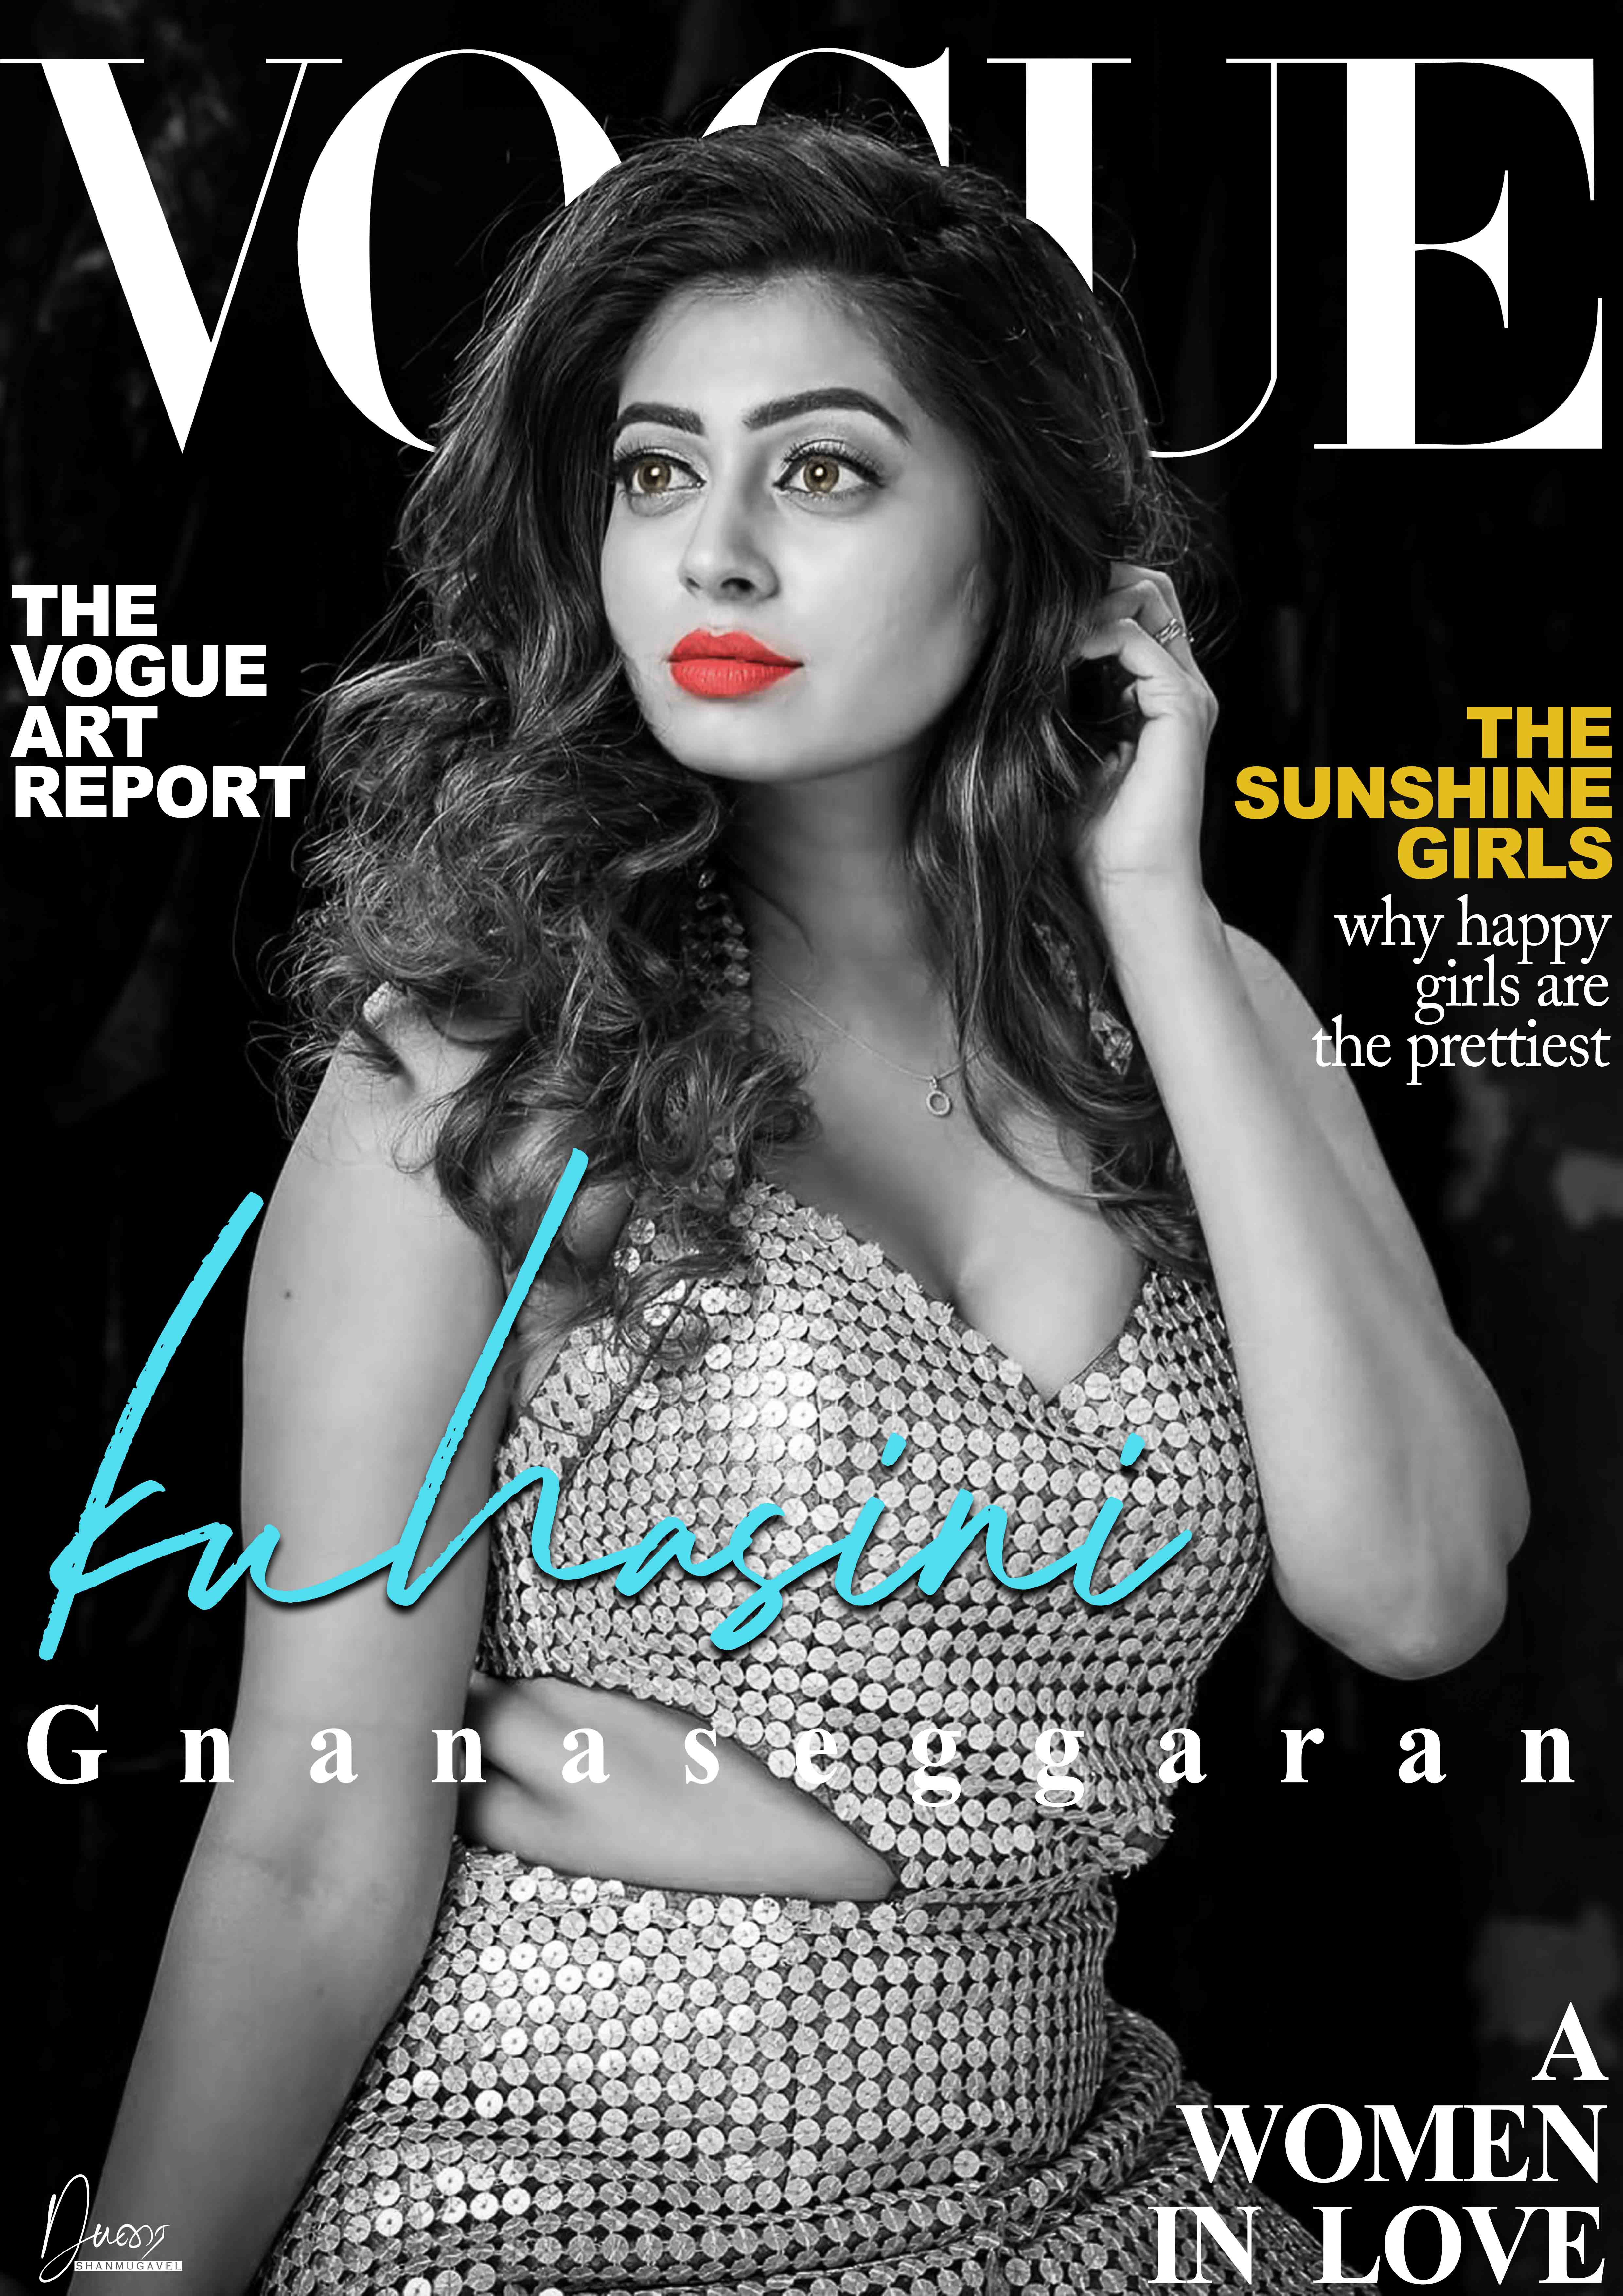 VOGUE
THE
VOGUE
ART
REPORT
THE
SUNSHINE
GIRLS
why happy
girls are
the prettiest
kuhasini
Gnanaseggaran
A
WOMEN
IN LOVE
SHANMUGAVEL